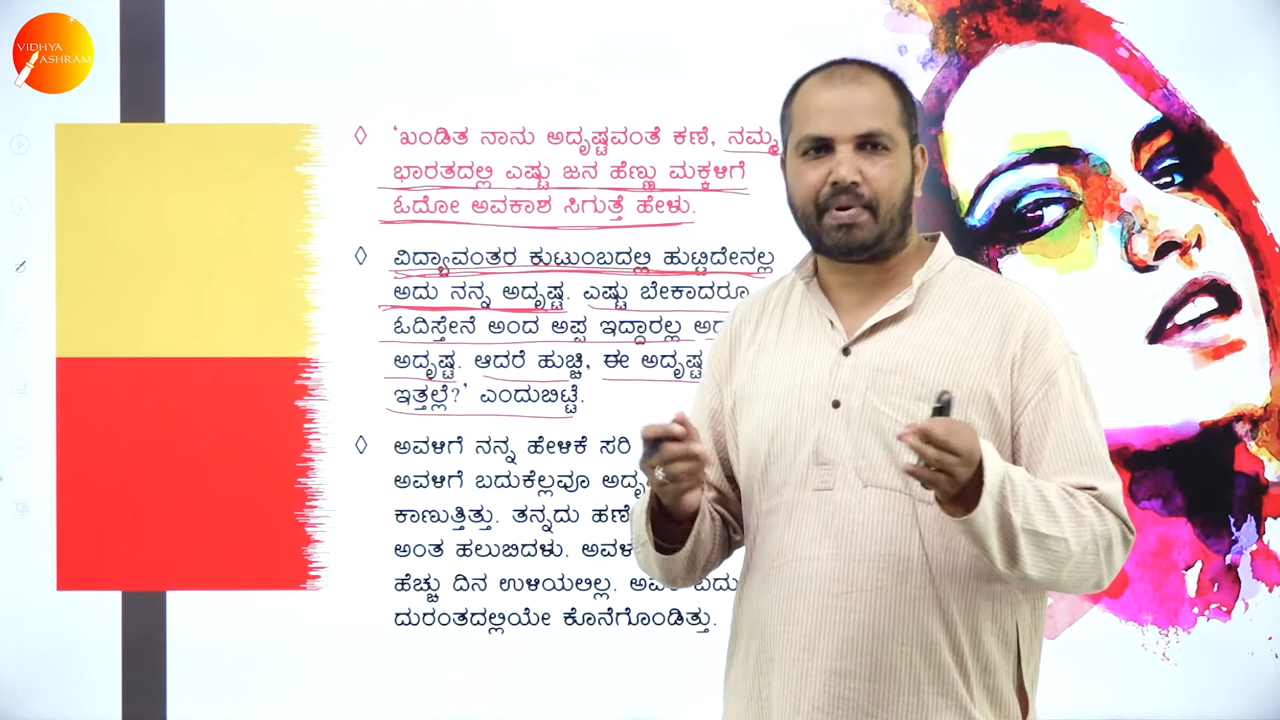 VIDHYA
ASHRAM
◊ 'ಖಂಡಿತ ನಾನು ಅದೃಷ್ಟವಂತೆ ಕಣೆ, ನಮ್ಮ
ಭಾರತದಲ್ಲಿ ಎಷ್ಟು ಜನ ಹೆಣ್ಣು ಮಕ್ಕಳಿಗೆ
ಓದೋ ಅವಕಾಶ ಸಿಗುತ್ತೆ ಹೇಳು.
◊ ವಿದ್ಯಾವಂತರ ಕುಟುಂಬದಲ್ಲಿ ಹುಟ್ಟಿದೇನಲ್ಲ
ಅದು ನನ್ನ ಅದೃಷ್ಟ. ಎಷ್ಟು ಬೇಕಾದರೂ
ಓದಿಸ್ತೇನೆ ಅಂದ ಅಪ್ಪ ಇದ್ದಾರಲ್ಲ
ಅದೃಷ್ಟ. ಆದರೆ ಹುಚ್ಚಿ, ಈ ಅದೃಷ್ಟ
ಇತ್ತಲ್ಲೆ?' ಎಂದುಬಿಟ್ಟೆ.
◊ ಅವಳಿಗೆ ನನ್ನ ಹೇಳಿಕೆ ಸರಿ
ಅವಳಿಗೆ ಬದುಕೆಲ್ಲವೂ
ಕಾಣುತ್ತಿತ್ತು. ತನ್ನದು
ಅಂತ ಹಲುಬಿದಳು.
ಹೆಚ್ಚು ದಿನ ಉಳಿಯಲಿಲ್ಲ.
ದುರಂತದಲ್ಲಿಯೇ ಕೊನೆಗೊಂಡಿತ್ತು.